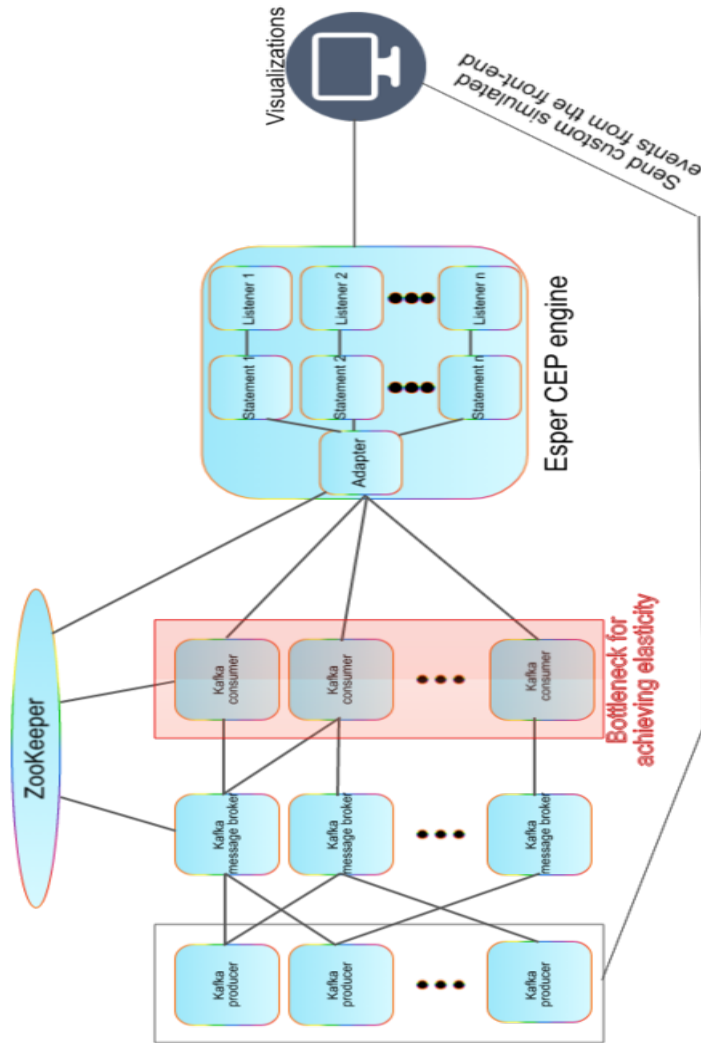 ZooKeeper
Kafka
producer
Kafka
producer
Kafka
producer
Kafka
message broker
Kafka
message broker
Kafka
message broker
Kafka
consumer
Kafka
consumer
Kafka
consumer
Bottleneck for
achieving elasticity
Adapter
Statement 1
Statement 2
Statement n
Listener 1
Listener 2
Listener n
Esper CEP engine
Visualizations
Send custom simulated
events from the front-end